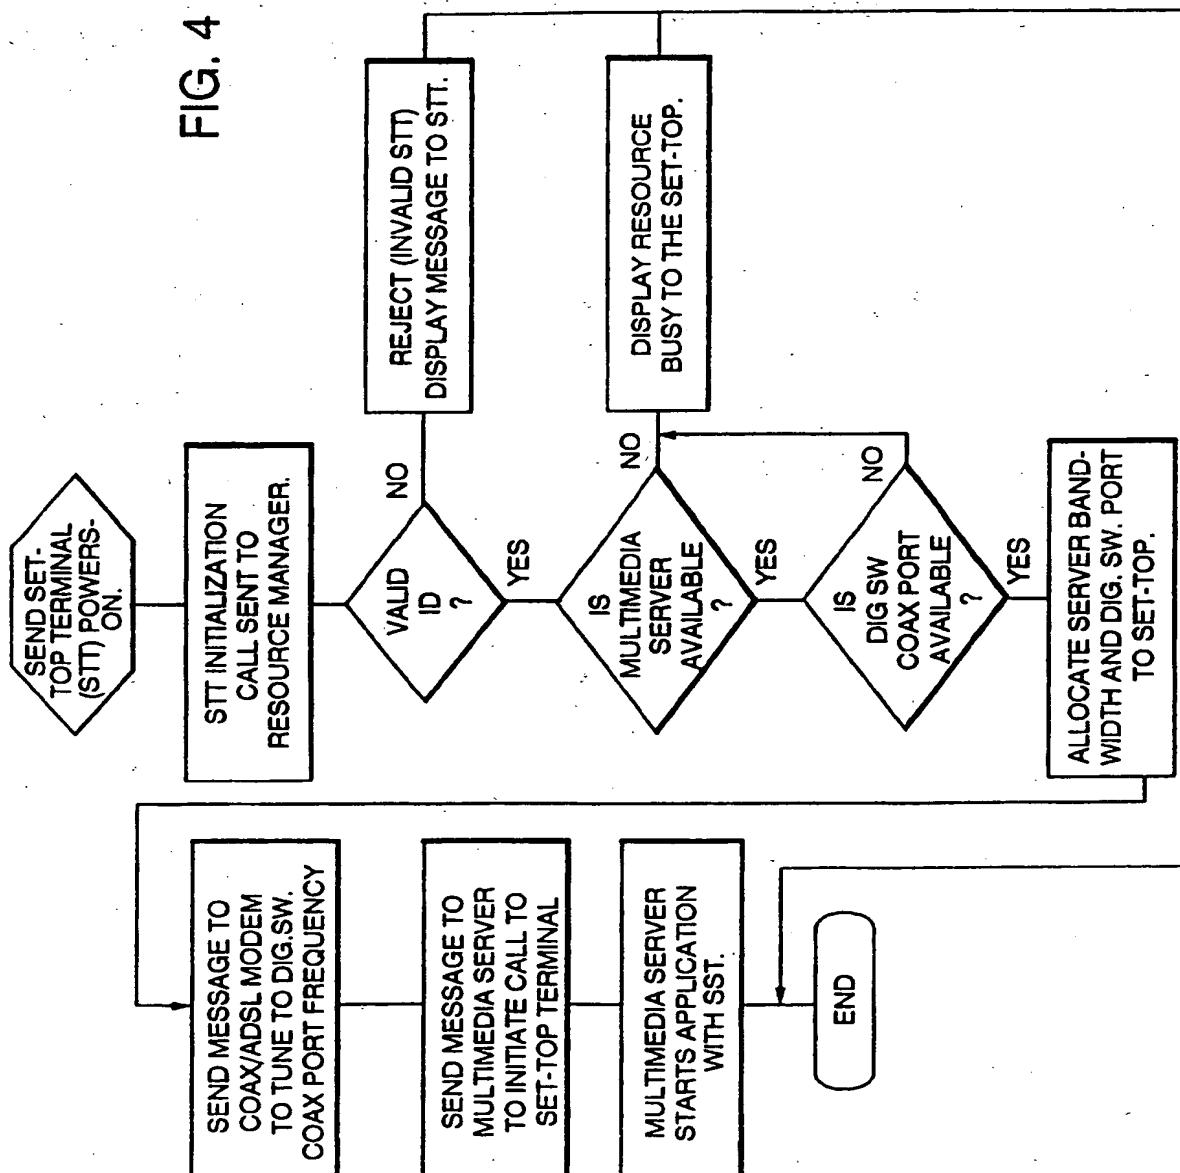 FIG. 4
SEND SET-
TOP TERMINAL
(STT) POWERS-
ON.
STT INITIALIZATION
CALL SENT TO
RESOURCE MANAGER.
VALID
ID
?
NO
REJECT (INVALID STT)
DISPLAY MESSAGE TO STT.
YES
IS
MULTIMEDIA
SERVER
AVAILABLE
?
NO
DISPLAY RESOURCE
BUSY TO THE SET-TOP.
YES
IS
DIG SW
COAX PORT
AVAILABLE
?
NO
YES
ALLOCATE SERVER BAND-
WIDTH AND DIG. SW. PORT
TO SET-TOP.
SEND MESSAGE TO
COAX/ADSL MODEM
TO TUNE TO DIG.SW.
COAX PORT FREQUENCY
SEND MESSAGE TO
MULTIMEDIA SERVER
TO INITIATE CALL TO
SET-TOP TERMINAL
MULTIMEDIA SERVER
STARTS APPLICATION
WITH SST.
END